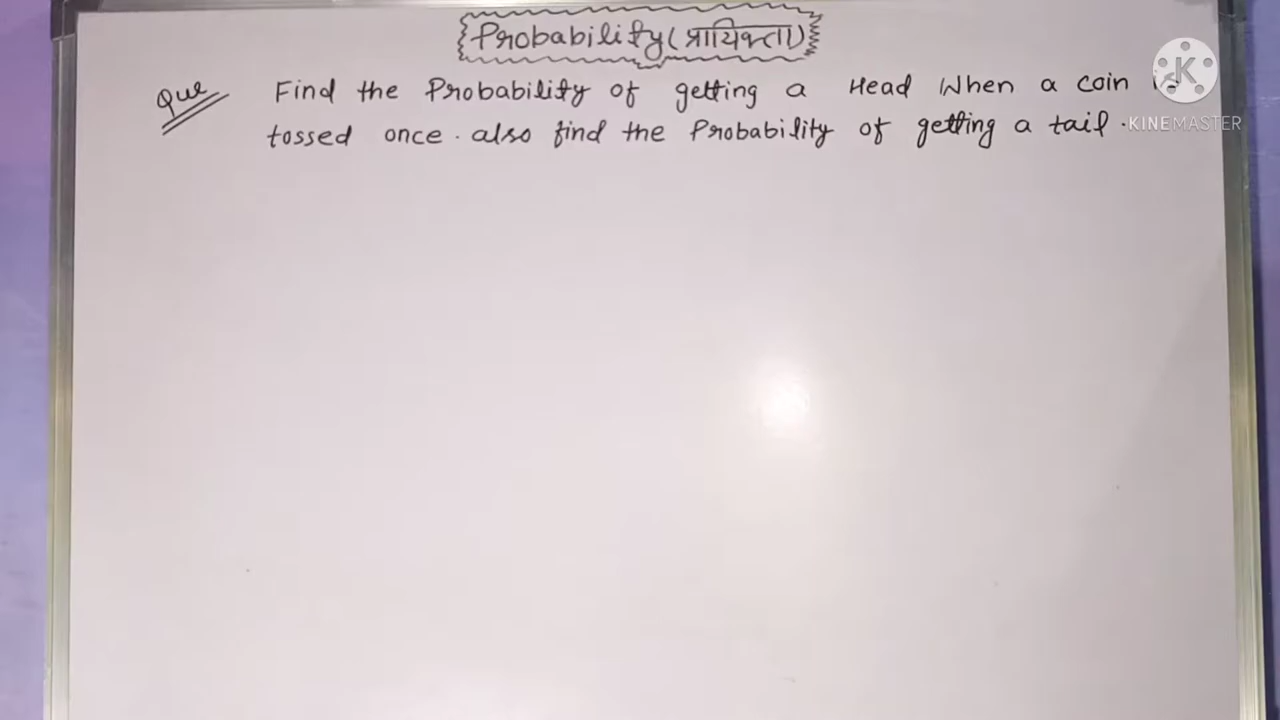 Probability (प्रायिकता)
Que Find the Probability of getting a Head When a coin is
tossed once. also find the Probability of getting a tail.
K
KINEMASTER